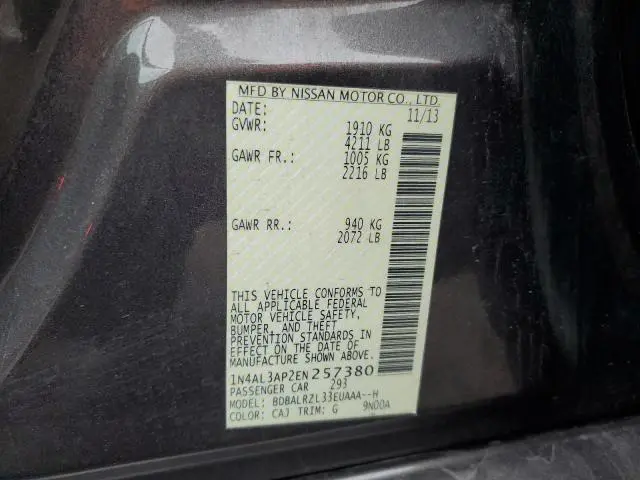 MFD BY NISSAN MOTOR CO., LTD.
DATE: 11/13
GVWR: 1910 KG
4211 LB
GAWR FR.: 1005 KG
2216 LB
GAWR RR.: 940 KG
2072 LB
THIS VEHICLE CONFORMS TO
ALL APPLICABLE FEDERAL
MOTOR VEHICLE SAFETY,
BUMPER, AND THEFT
PREVENTION STANDARDS IN
EFFECT ON THE DATE OF
MANUFACTURE SHOWN ABOVE.
1N4AL3AP2EN257380
PASSENGER CAR 293
MODEL: BDBALRZL33EUAAA--H
COLOR: CAJ TRIM: G 9N00A